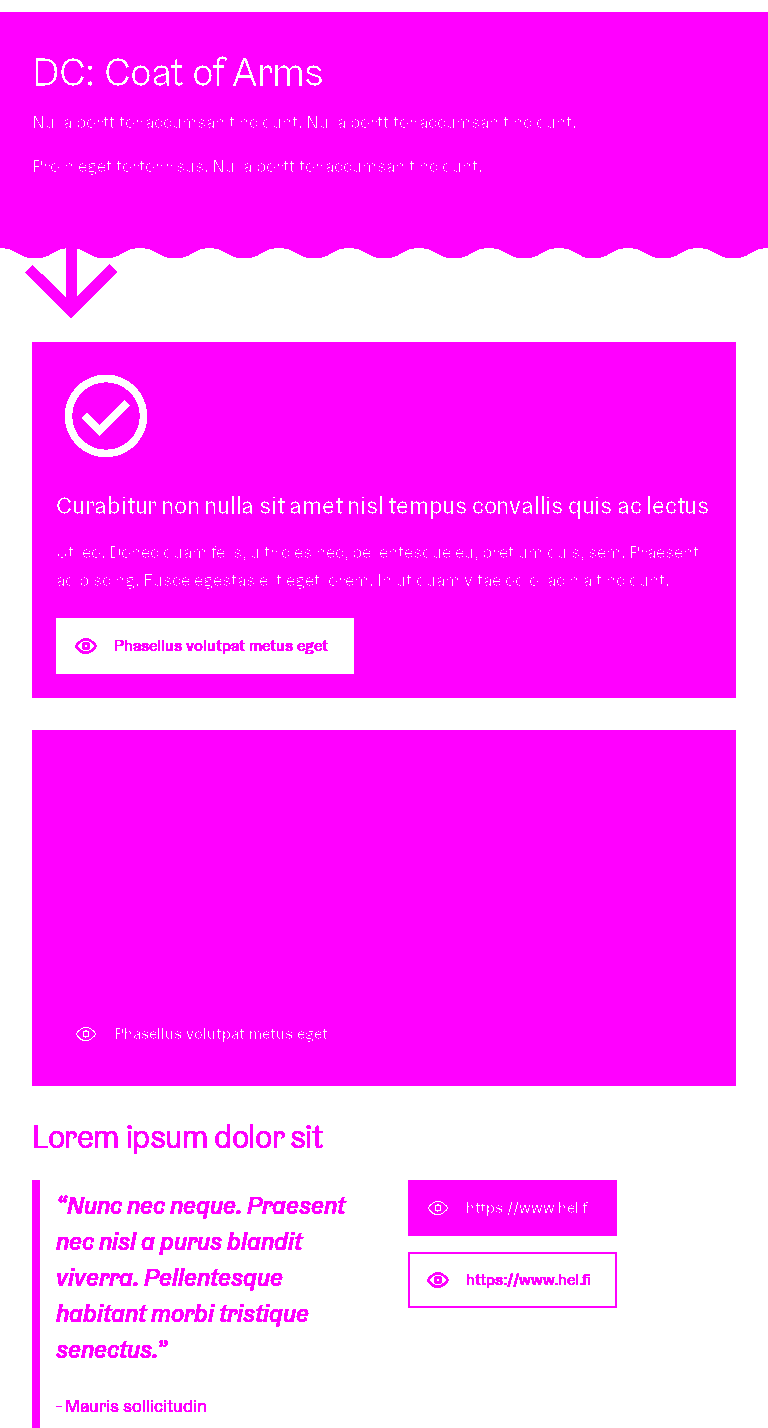 DC: Coat of Arms
Nulla porttitor accumsan tincidunt. Nulla porttitor accumsan tincidunt.
Proin eget tortor risus. Nulla porttitor accumsan tincidunt.
Curabitur non nulla sit amet nisl tempus convallis quis ac lectus
Ut leo. Donec quam felis, ultricies nec, pellentesque eu, pretium quis, sem. Praesent
adipiscing. Fusce egestas elit eget lorem. In ut quam vitae odio lacinia tincidunt.
Phasellus volutpat metus eget
Phasellus volutpat metus eget
Lorem ipsum dolor sit
“Nunc nec neque. Praesent
nec nisl a purus blandit
viverra. Pellentesque
habitant morbi tristique
senectus.”
- Mauris sollicitudin
https://www.hel.fi
https://www.hel.fi